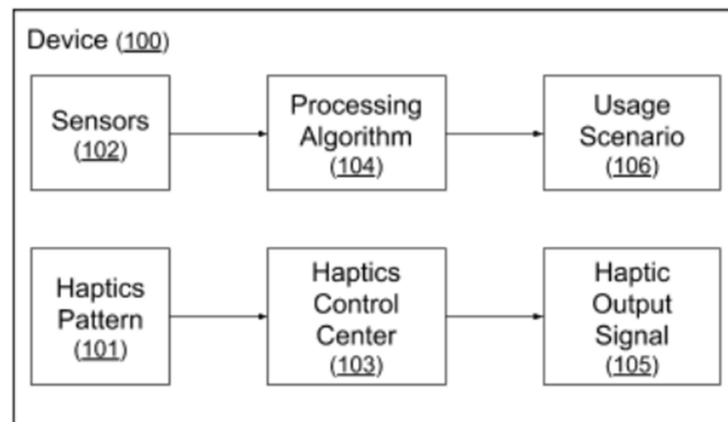 Device (100)
Sensors
(102)
Processing
Algorithm
(104)
Usage
Scenario
(106)
Haptics
Pattern
(101)
Haptics
Control
Center
(103)
Haptic
Output
Signal
(105)